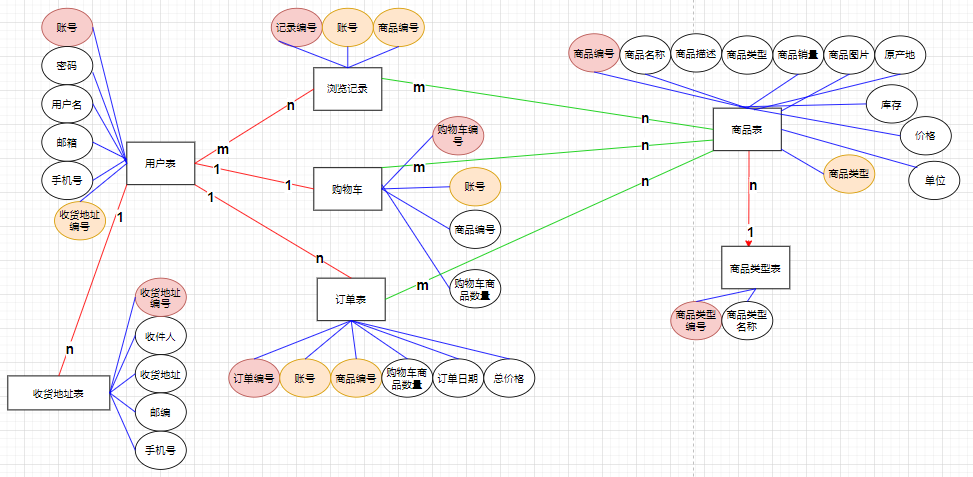 账号
密码
用户名
邮箱
手机号
收货地址
编号
用户表
记录编号
账号
商品编号
浏览记录
n
m
m
n
1
1
购物车
购物车编
号
账号
商品编号
购物车商
品数量
m
n
1
n
订单表
m
n
订单编号
账号
商品编号
购物车商
品数量
订单日期
总价格
1
n
收货地址表
收货地址
编号
收件人
收货地址
邮编
手机号
商品编号
商品名称
商品描述
商品类型
商品销量
商品图片
原产地
库存
价格
单位
商品类型
商品表
n
1
商品类型表
商品类型
编号
商品类型
名称